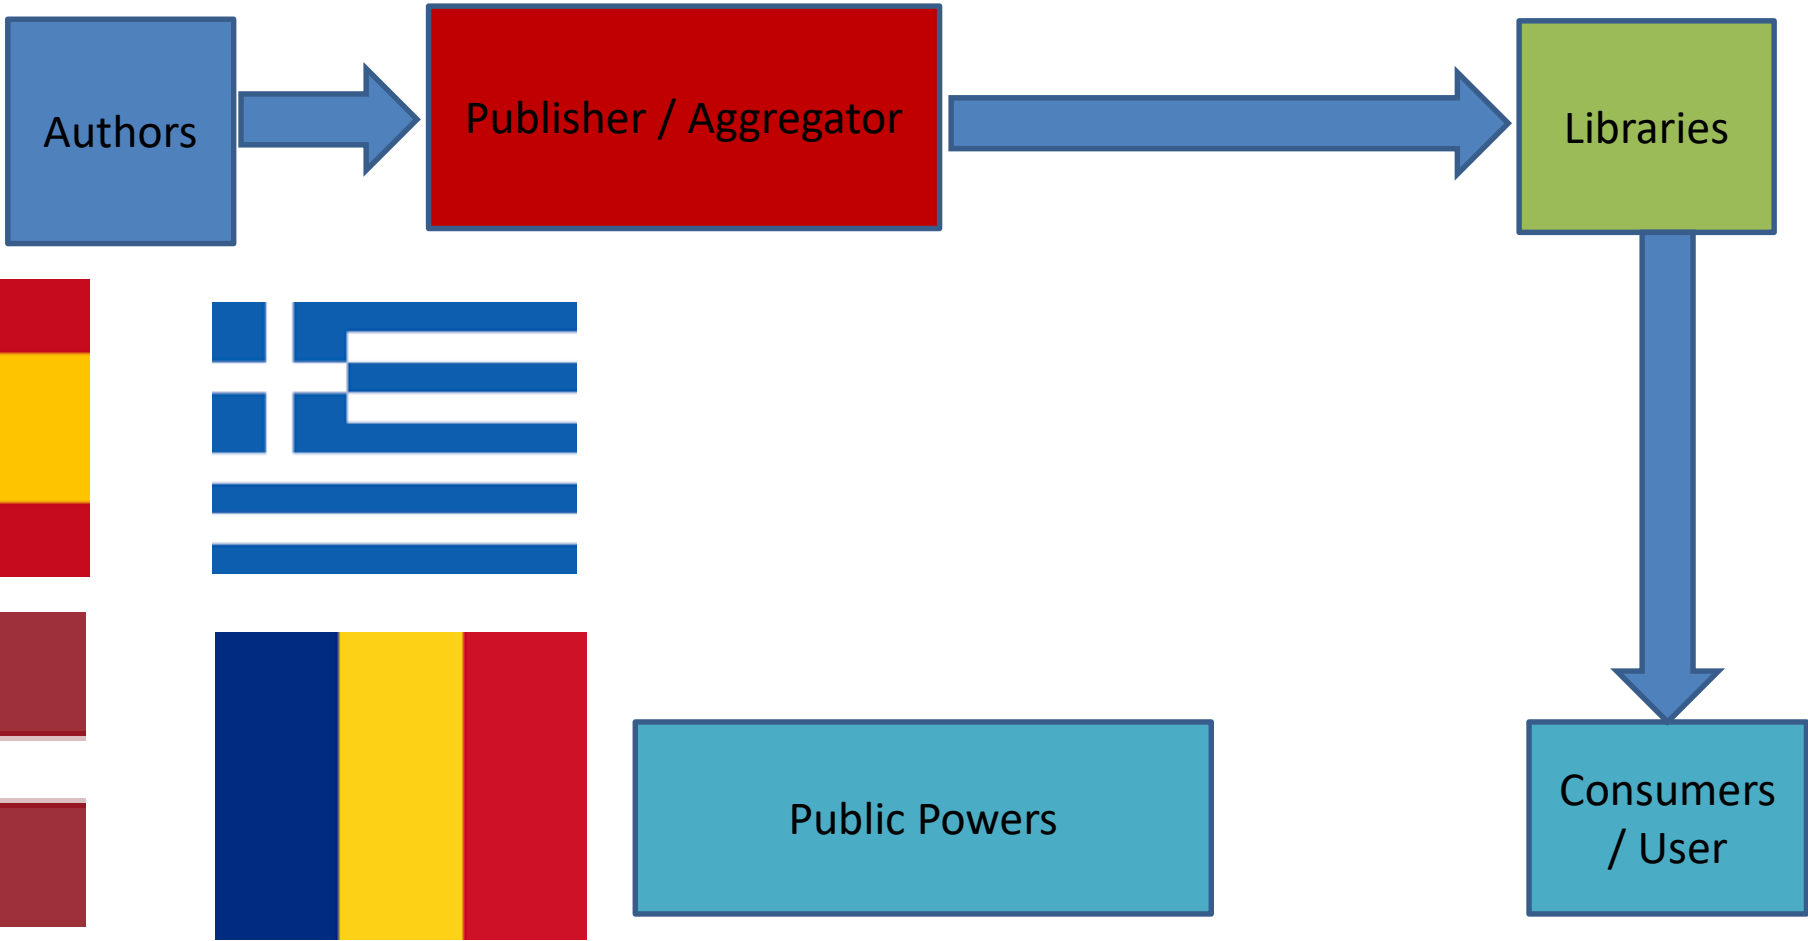 Authors
Publisher / Aggregator
Libraries
Public Powers
Consumers
/ User